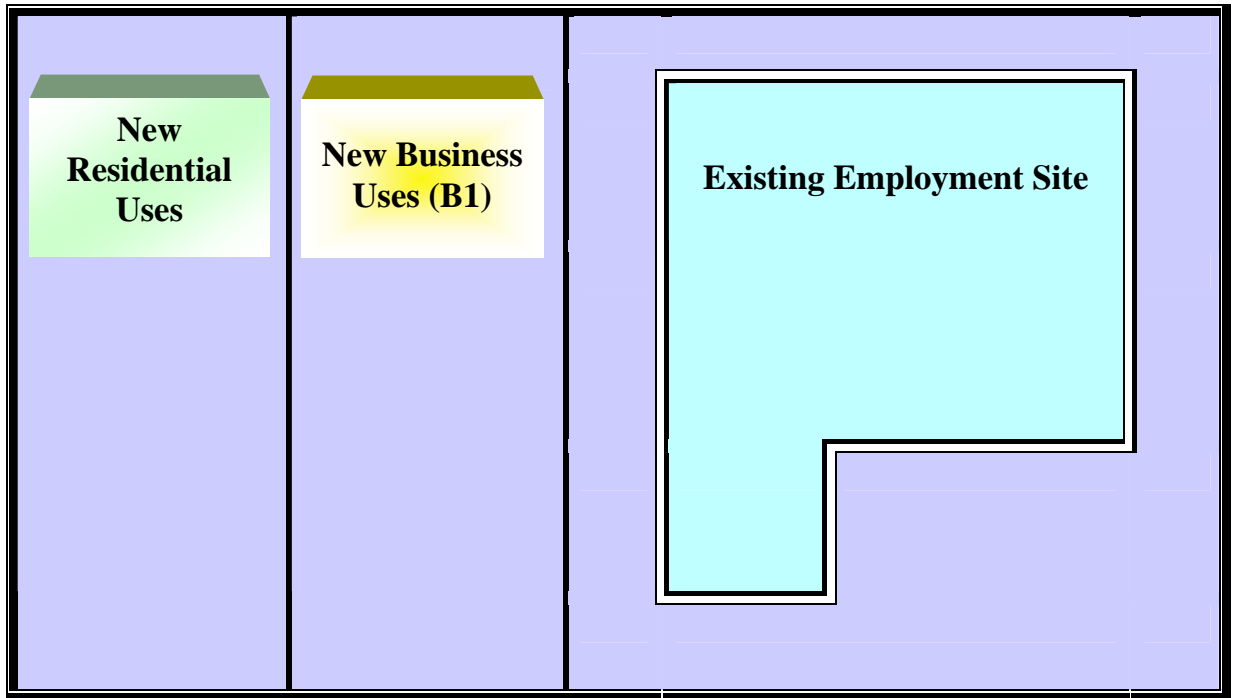 New
Residential
Uses
New Business
Uses (B1)
Existing Employment Site